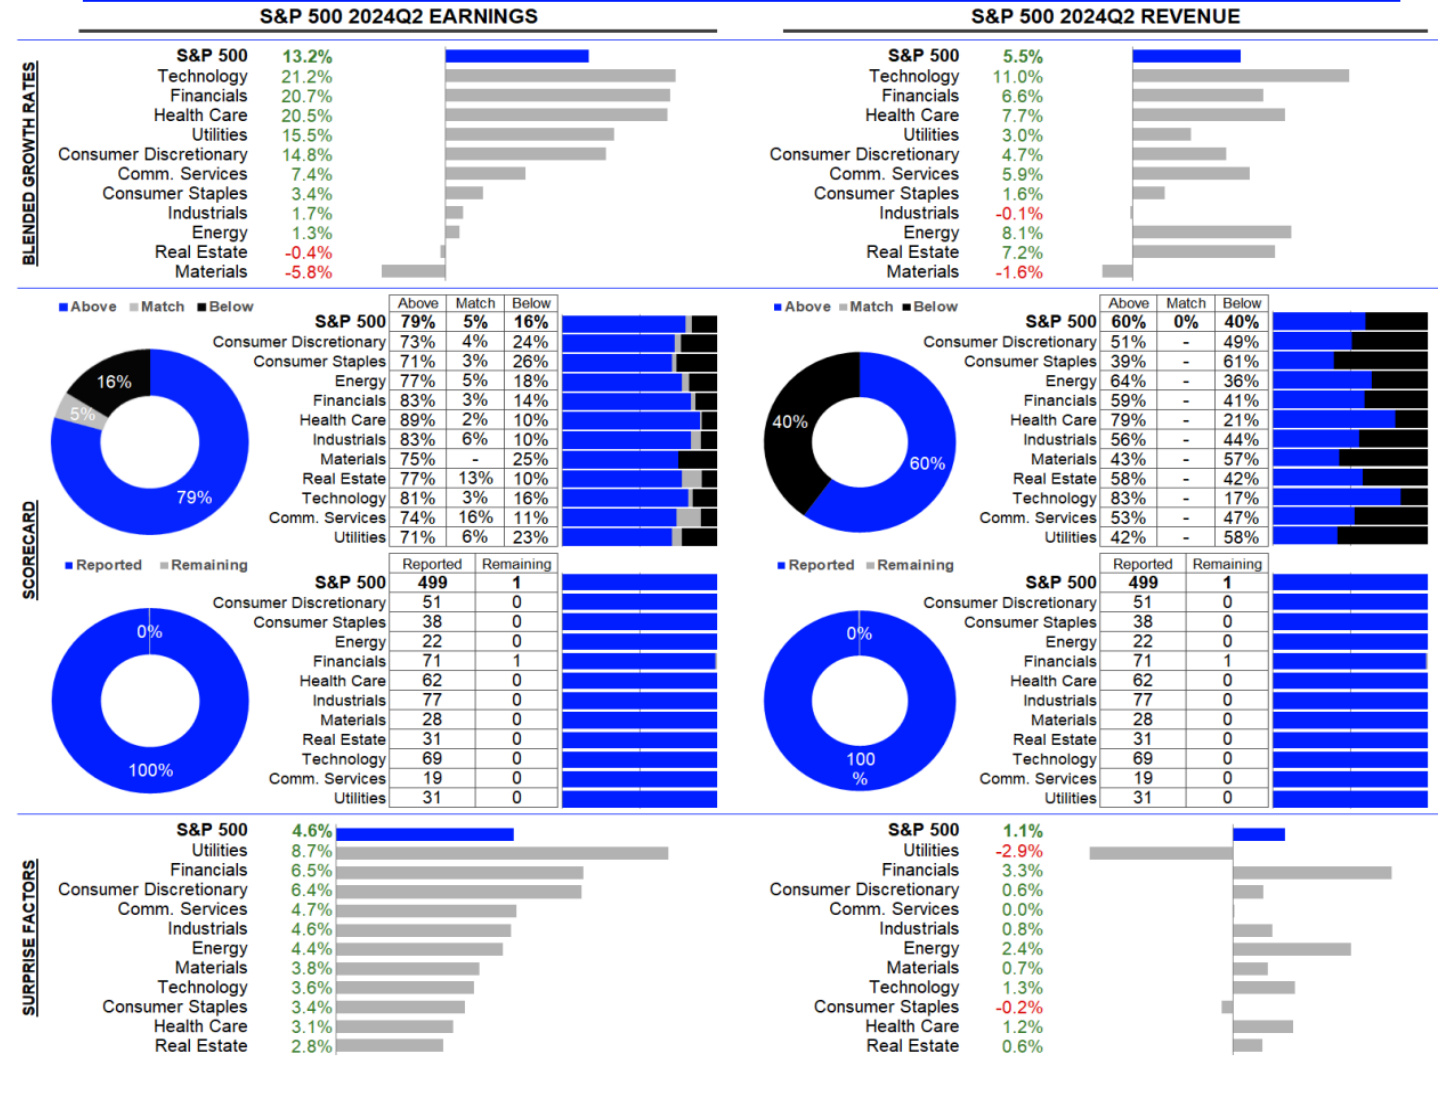 S&P 500 2024Q2 EARNINGS
BLENDED GROWTH RATES
S&P 500 13.2%
Technology 21.2%
Financials 20.7%
Health Care 20.5%
Utilities 15.5%
Consumer Discretionary 14.8%
Comm. Services 7.4%
Consumer Staples 3.4%
Industrials 1.7%
Energy 1.3%
Real Estate -0.4%
Materials -5.8%
S&P 500 2024Q2 REVENUE
S&P 500 5.5%
Technology 11.0%
Financials 6.6%
Health Care 7.7%
Utilities 3.0%
Consumer Discretionary 4.7%
Comm. Services 5.9%
Consumer Staples 1.6%
Industrials -0.1%
Energy 8.1%
Real Estate 7.2%
Materials -1.6%
SCORECARD
Above Match Below
16%
5%
79%
Above Match Below
S&P 500 79% 5% 16%
Consumer Discretionary 73% 4% 24%
Consumer Staples 71% 3% 26%
Energy 77% 5% 18%
Financials 83% 3% 14%
Health Care 89% 2% 10%
Industrials 83% 6% 10%
Materials 75% - 25%
Real Estate 77% 13% 10%
Technology 81% 3% 16%
Comm. Services 74% 16% 11%
Utilities 71% 6% 23%
Above Match Below
40%
60%
Above Match Below
S&P 500 60% 0% 40%
Consumer Discretionary 51% - 49%
Consumer Staples 39% - 61%
Energy 64% - 36%
Financials 59% - 41%
Health Care 79% - 21%
Industrials 56% - 44%
Materials 43% - 57%
Real Estate 58% - 42%
Technology 83% - 17%
Comm. Services 53% - 47%
Utilities 42% - 58%
Reported Remaining
0%
100%
Reported Remaining
S&P 500 499 1
Consumer Discretionary 51 0
Consumer Staples 38 0
Energy 22 0
Financials 71 1
Health Care 62 0
Industrials 77 0
Materials 28 0
Real Estate 31 0
Technology 69 0
Comm. Services 19 0
Utilities 31 0
Reported Remaining
0%
100
%
Reported Remaining
S&P 500 499 1
Consumer Discretionary 51 0
Consumer Staples 38 0
Energy 22 0
Financials 71 1
Health Care 62 0
Industrials 77 0
Materials 28 0
Real Estate 31 0
Technology 69 0
Comm. Services 19 0
Utilities 31 0
SURPRISE FACTORS
S&P 500 4.6%
Utilities 8.7%
Financials 6.5%
Consumer Discretionary 6.4%
Comm. Services 4.7%
Industrials 4.6%
Energy 4.4%
Materials 3.8%
Technology 3.6%
Consumer Staples 3.4%
Health Care 3.1%
Real Estate 2.8%
S&P 500 1.1%
Utilities -2.9%
Financials 3.3%
Consumer Discretionary 0.6%
Comm. Services 0.0%
Industrials 0.8%
Energy 2.4%
Materials 0.7%
Technology 1.3%
Consumer Staples -0.2%
Health Care 1.2%
Real Estate 0.6%